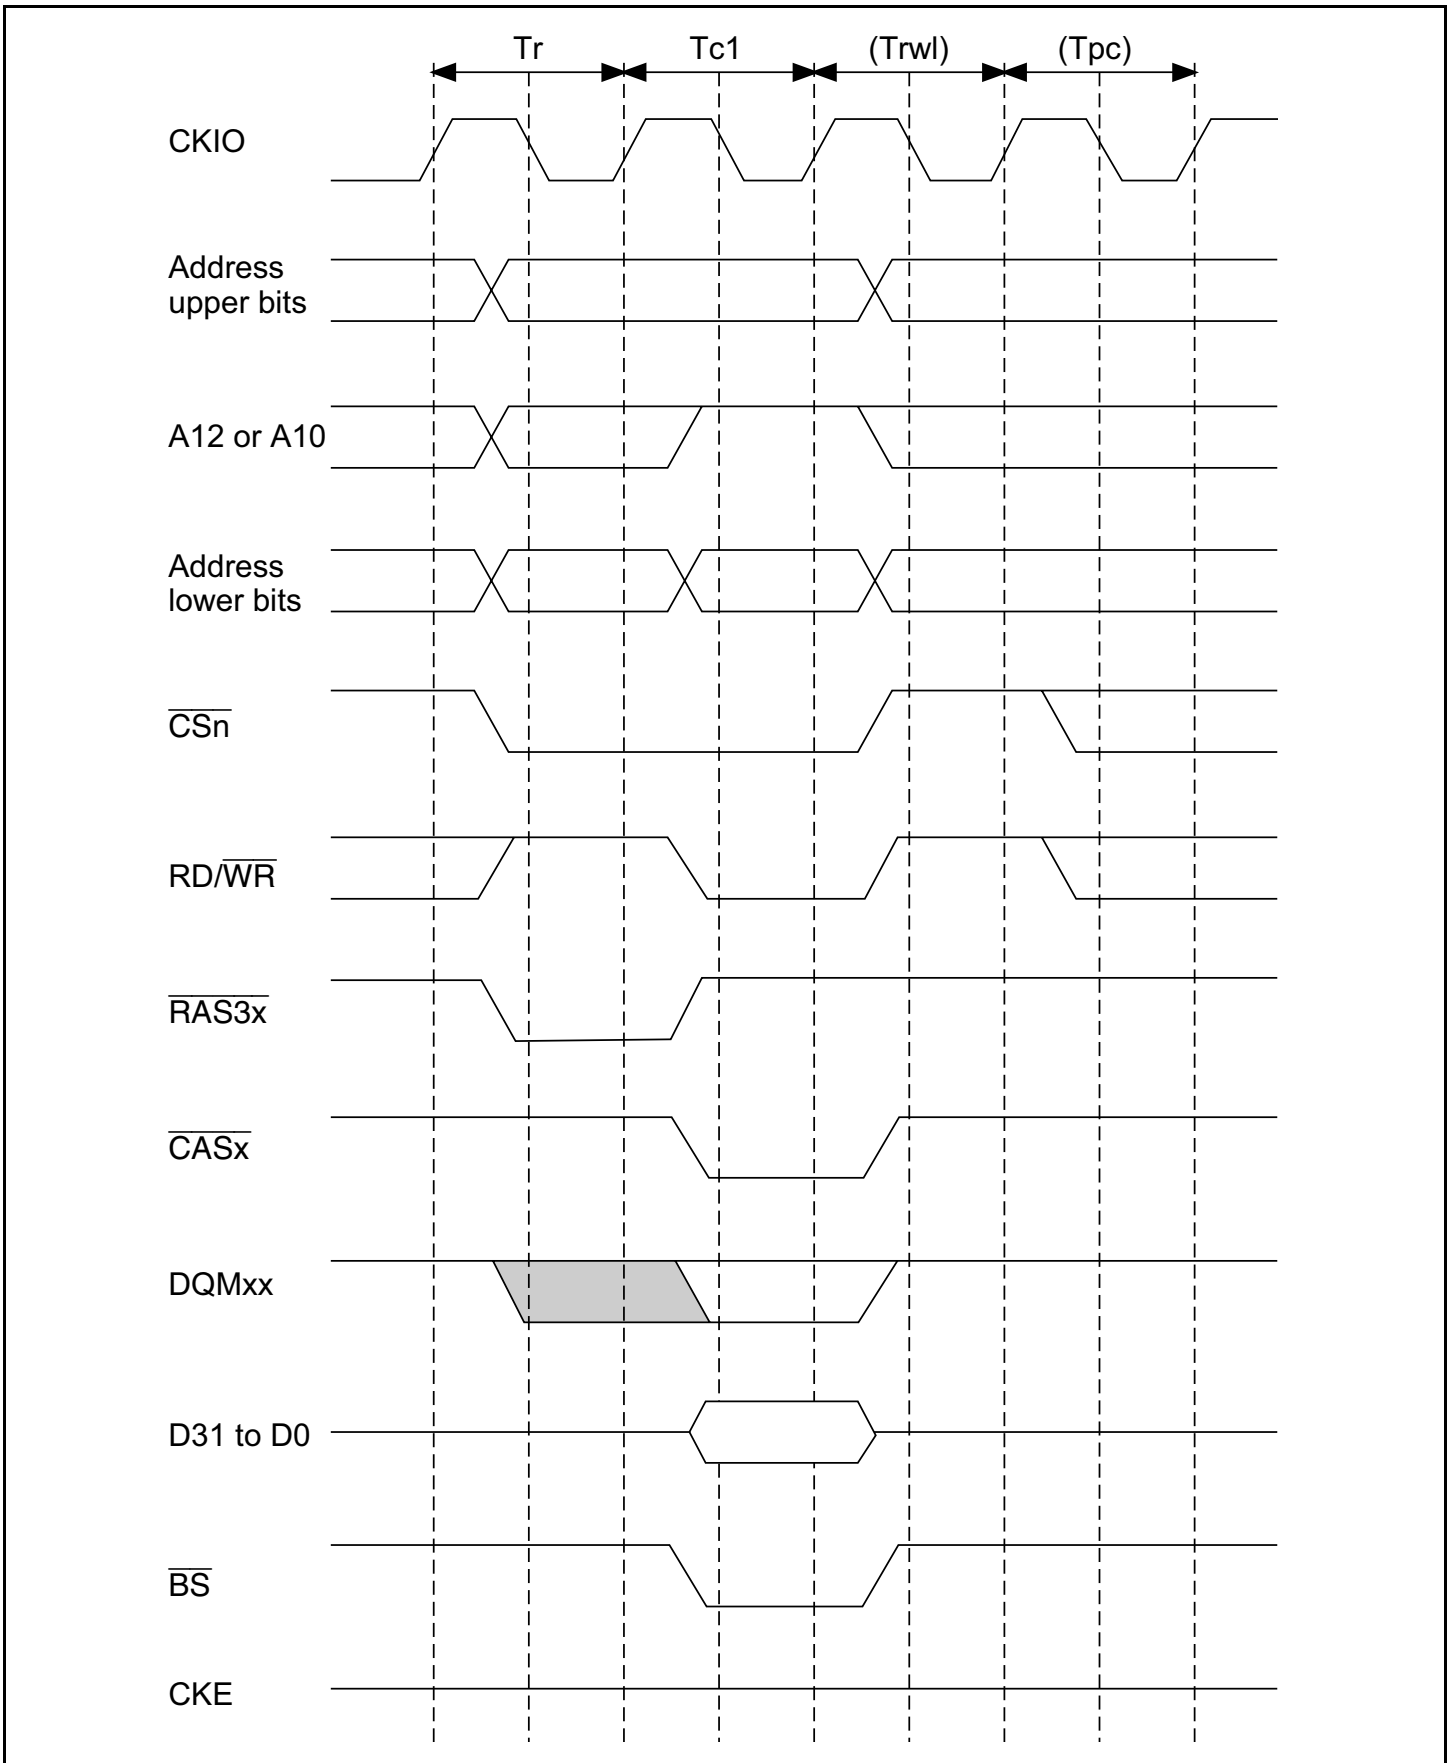 Tr Tc1 (Trwl) (Tpc)
CKIO
Address
upper bits
A12 or A10
Address
lower bits
CSn
RD/WR
RAS3x
CASx
DQMxx
D31 to D0
BS
CKE